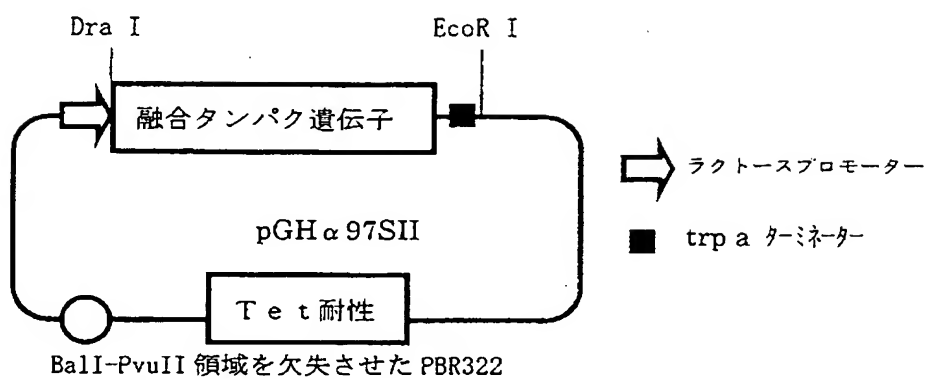 Dra I
EcoR I
融合タンパク遺伝子
ラクトースプロモーター
pGHα97SII
trp a ターミネーター
Tet耐性
BalI-PvuII 領域を欠失させた PBR322